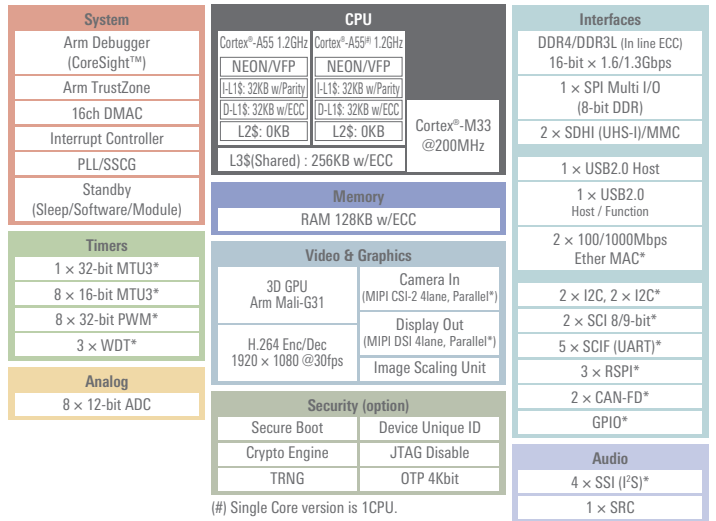 System
Arm Debugger
(CoreSight™)
Arm TrustZone
16ch DMAC
Interrupt Controller
PLL/SSCG
Standby
(Sleep/Software/Module)
Timers
1 × 32-bit MTU3*
8 × 16-bit MTU3*
8 × 32-bit PWM*
3 × WDT*
Analog
8 × 12-bit ADC
CPU
Cortex®-A55 1.2GHz
NEON/VFP
I-L1$: 32KB w/Parity
D-L1$: 32KB w/ECC
L2$: 0KB
Cortex®-A55(#) 1.2GHz
NEON/VFP
I-L1$: 32KB w/Parity
D-L1$: 32KB w/ECC
L2$: 0KB
L3$(Shared) : 256KB w/ECC
Cortex®-M33
@200MHz
Memory
RAM 128KB w/ECC
Video & Graphics
3D GPU
Arm Mali-G31
H.264 Enc/Dec
1920 × 1080 @30fps
Camera In
(MIPI CSI-2 4lane, Parallel*)
Display Out
(MIPI DSI 4lane, Parallel*)
Image Scaling Unit
Security (option)
Secure Boot
Device Unique ID
Crypto Engine
JTAG Disable
TRNG
OTP 4Kbit
(#) Single Core version is 1CPU.
Interfaces
DDR4/DDR3L (In line ECC)
16-bit × 1.6/1.3Gbps
1 × SPI Multi I/O
(8-bit DDR)
2 × SDHI (UHS-I)/MMC
1 × USB2.0 Host
1 × USB2.0
Host / Function
2 × 100/1000Mbps
Ether MAC*
2 × I2C, 2 × I2C*
2 × SCI 8/9-bit*
5 × SCIF (UART)*
3 × RSPI*
2 × CAN-FD*
GPIO*
Audio
4 × SSI (I²S)*
1 × SRC